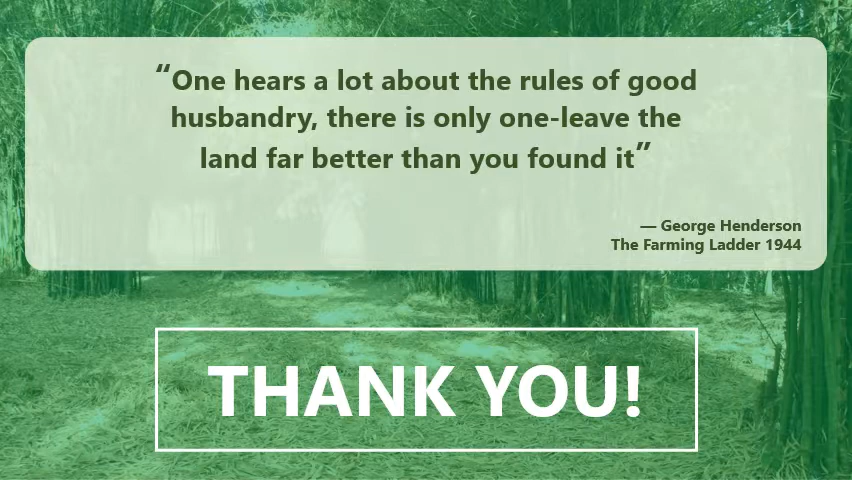 “One hears a lot about the rules of good
husbandry, there is only one-leave the
land far better than you found it”
— George Henderson
The Farming Ladder 1944
THANK YOU!